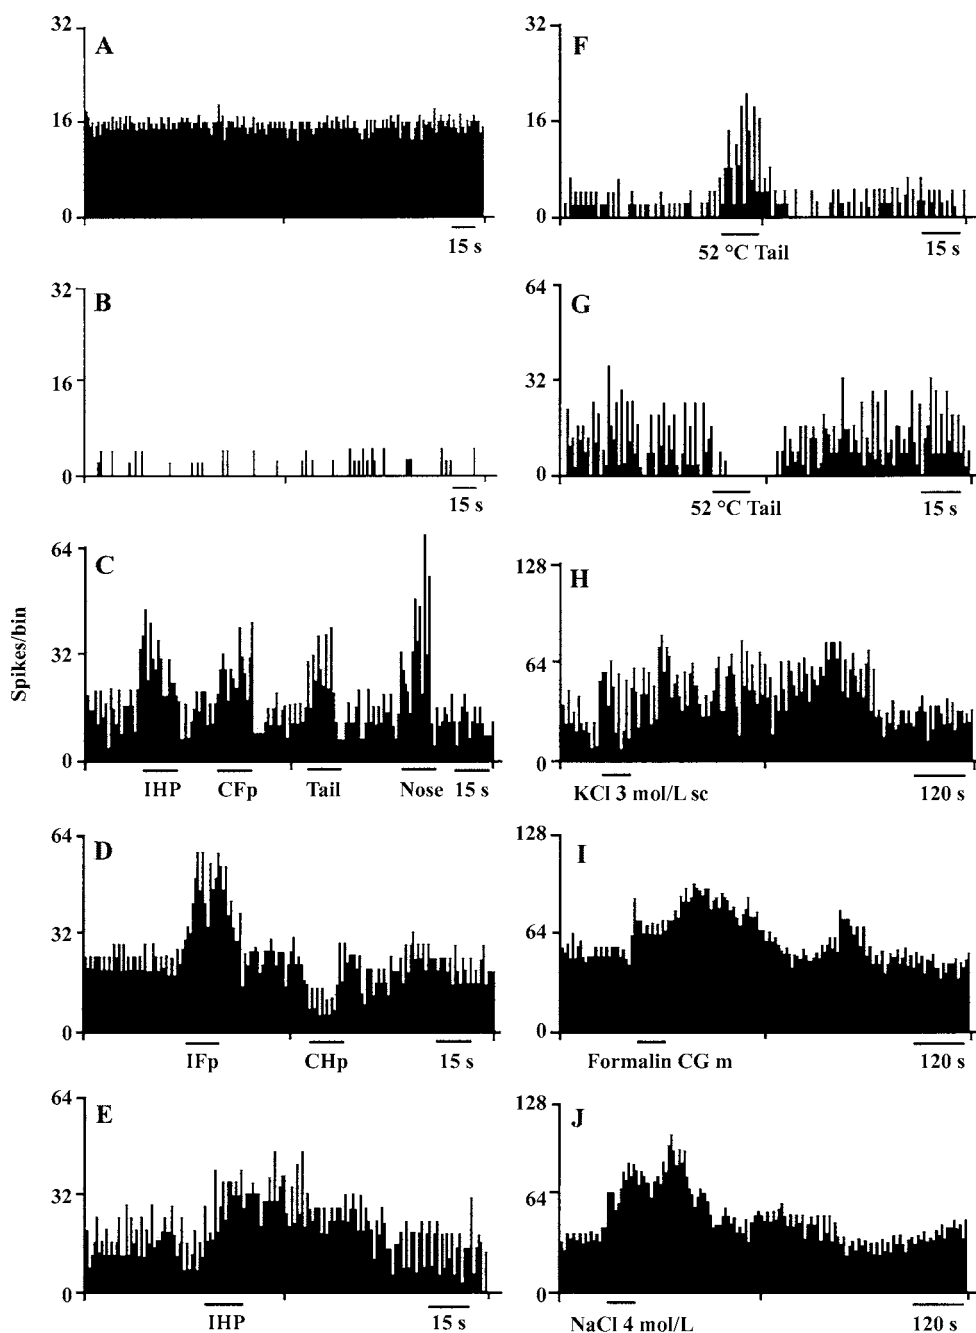 Spikes/bin
32
A
16
0
15 s
32
B
16
0
15 s
64
C
32
0
IHP CFp Tail Nose 15 s
64
D
32
0
IFp CHp 15 s
64
E
32
0
IHP 15 s
32
F
16
0
52 °C Tail 15 s
64
G
32
0
52 °C Tail 15 s
128
H
64
0
KCl 3 mol/L sc 120 s
128
I
64
0
Formalin CG m 120 s
128
J
64
0
NaCl 4 mol/L 120 s